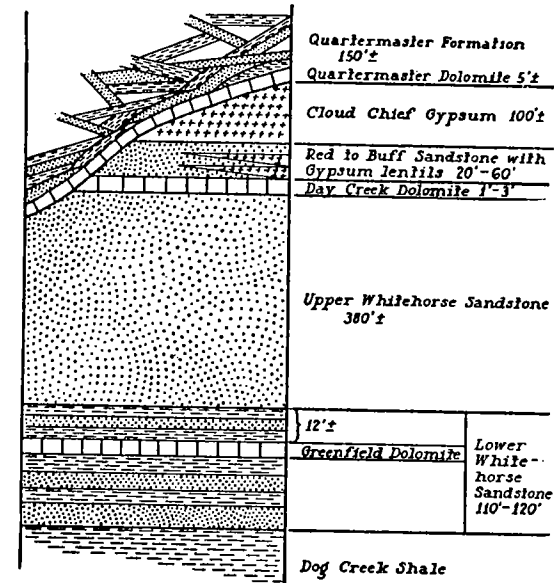 Quartermaster Formation
150'±
Quartermaster Dolomite 5'±
Cloud Chief Gypsum 100'±
Red to Buff Sandstone with
Gypsum lentils 20'-60'
Day Creek Dolomite 1'-3'
Upper Whitehorse Sandstone
380'±
12'±
Greenfield Dolomite
Lower
White-
horse
Sandstone
110'-120'
Dog Creek Shale